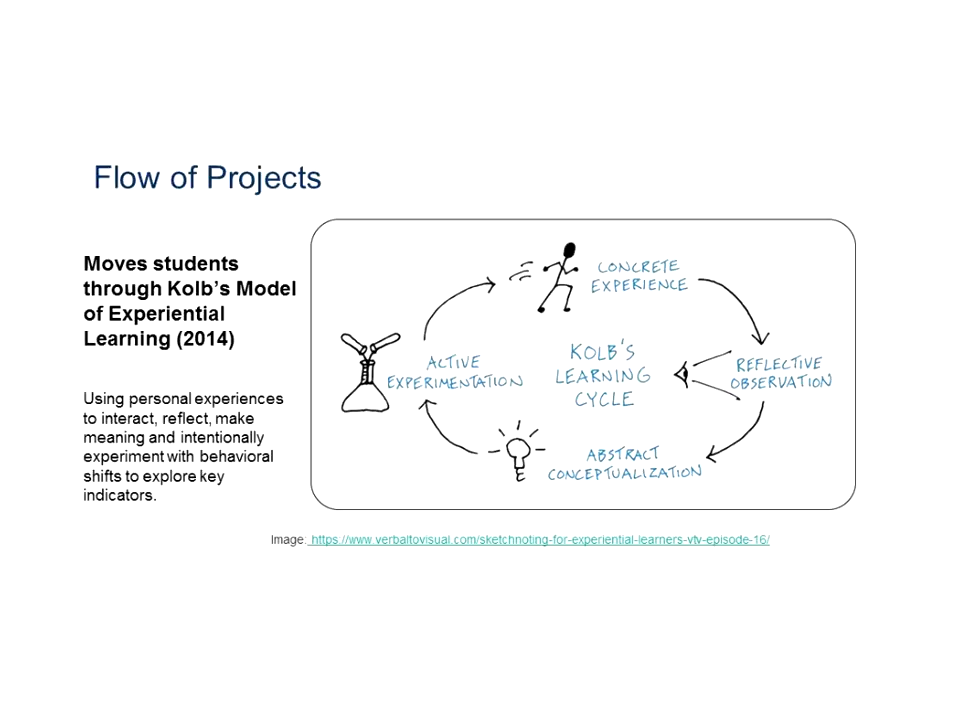 Flow of Projects
Moves students
through Kolb's Model
of Experiential
Learning (2014)
Using personal experiences
to interact, reflect, make
meaning and intentionally
experiment with behavioral
shifts to explore key
indicators.
CONCRETE
EXPERIENCE
ACTIVE
EXPERIMENTATION
KOLB'S
LEARNING
CYCLE
REFLECTIVE
OBSERVATION
ABSTRACT
CONCEPTUALIZATION
Image: https://www.verbaltovisual.com/sketchnoting-for-experiential-learners-vtv-episode-16/